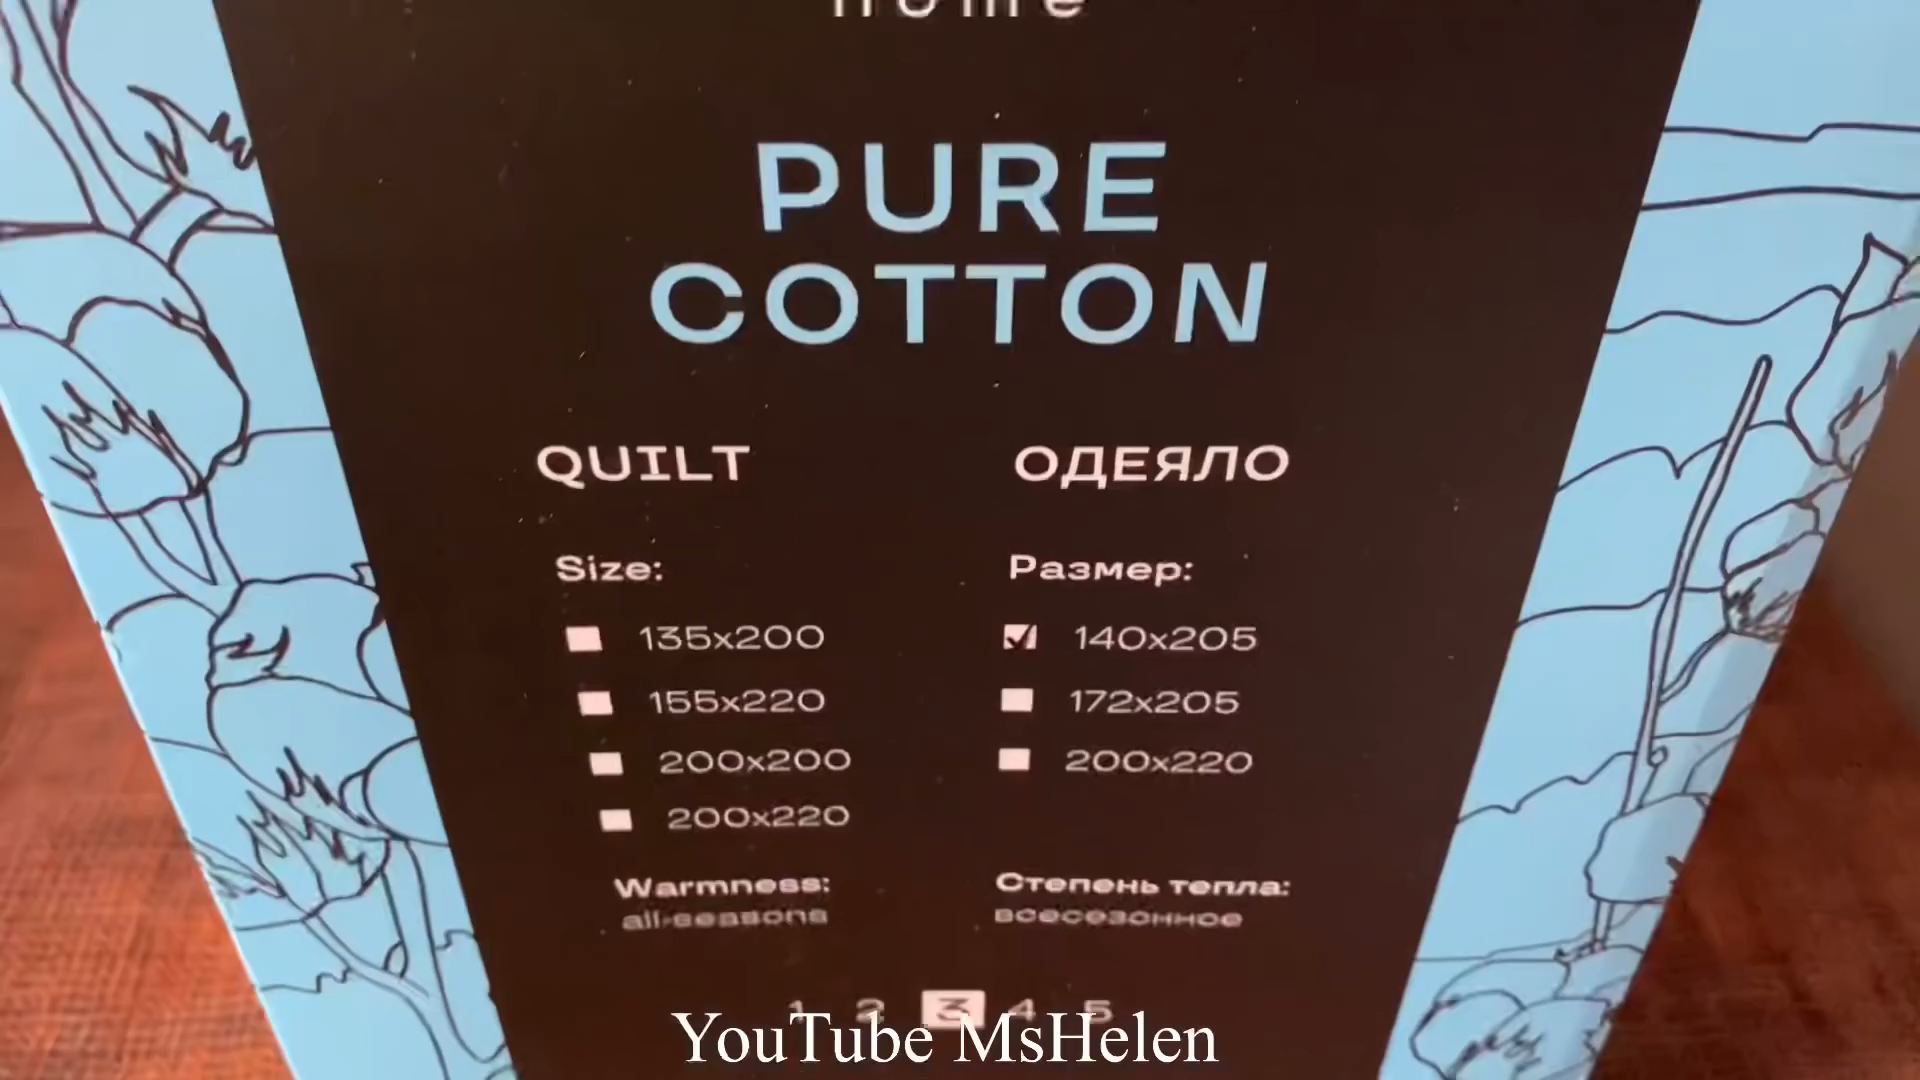 home
PURE
COTTON
QUILT
Size:
135x200
155x220
200x200
200x220
Warmness:
all-seasons
ОДЕЯЛО
Размер:
140x205
172x205
200x220
Степень тепла:
всесезонное
1 2 3 4 5
YouTube MsHelen